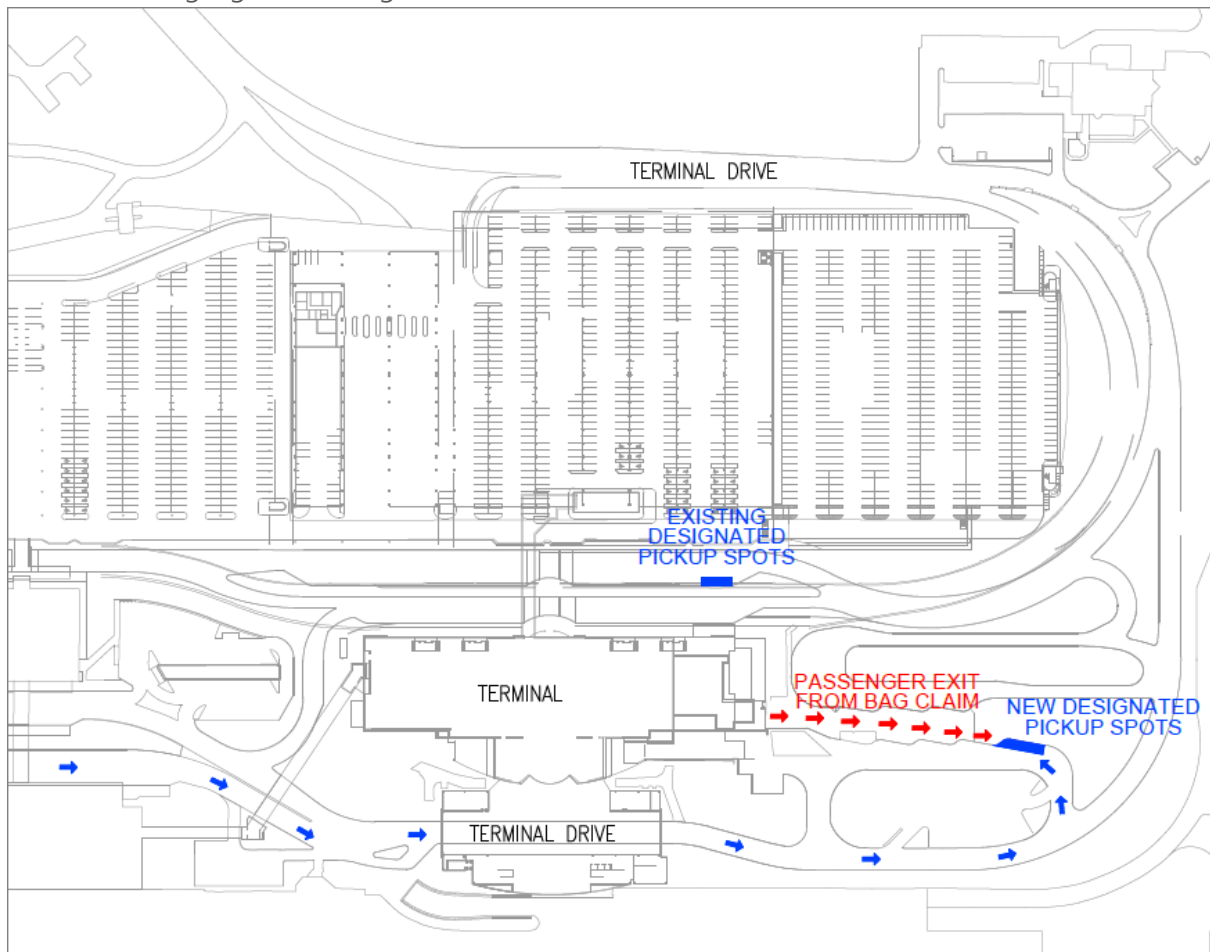 TERMINAL DRIVE
EXISTING
DESIGNATED
PICKUP SPOTS
TERMINAL
PASSENGER EXIT
FROM BAG CLAIM
NEW DESIGNATED
PICKUP SPOTS
TERMINAL DRIVE